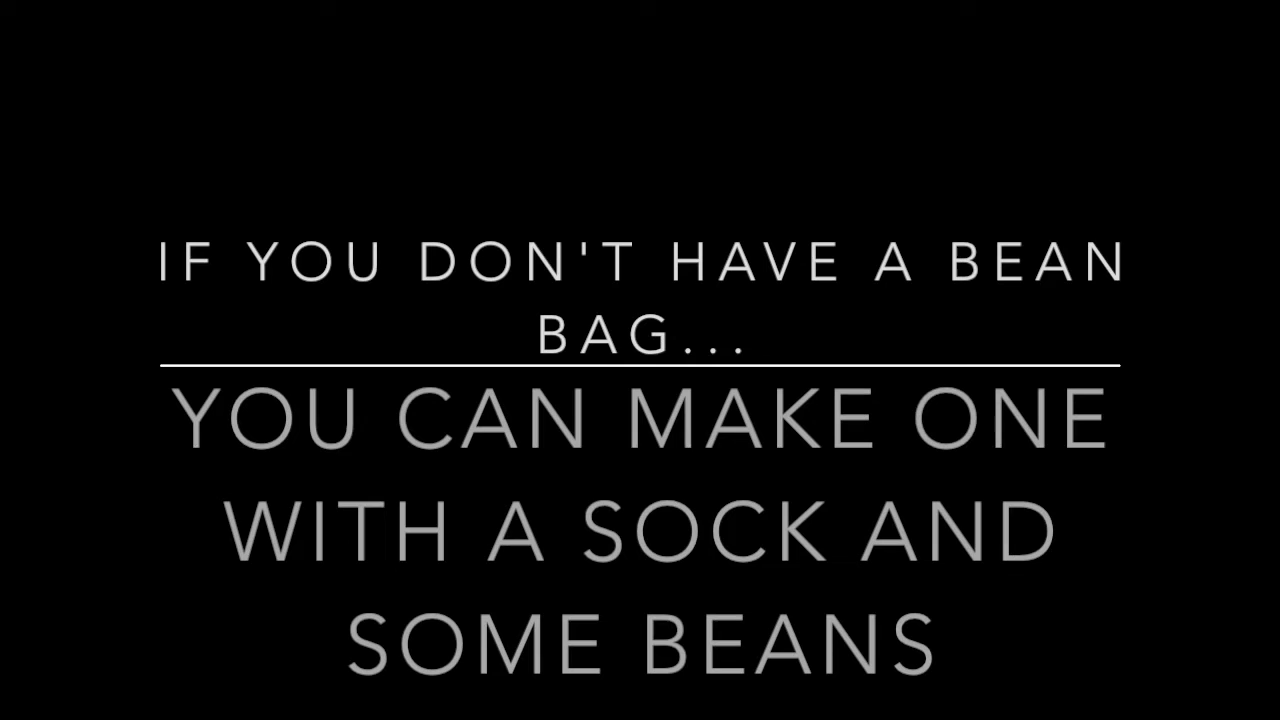 IF YOU DON'T HAVE A BEAN
BAG...
YOU CAN MAKE ONE
WITH A SOCK AND
SOME BEANS